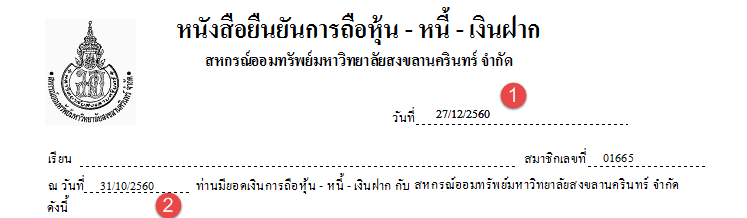 หนังสือยืนยันการถือหุ้น - หนี้ - เงินฝาก
สหกรณ์ออมทรัพย์มหาวิทยาลัยสงขลานครินทร์ จำกัด
1
วันที่ 27/12/2560
เรียน สมาชิกเลขที่ 01665
ณ วันที่ 31/10/2560 ท่านมียอดเงินการถือหุ้น - หนี้ - เงินฝาก กับ สหกรณ์ออมทรัพย์มหาวิทยาลัยสงขลานครินทร์ จำกัด
ดังนี้ 2